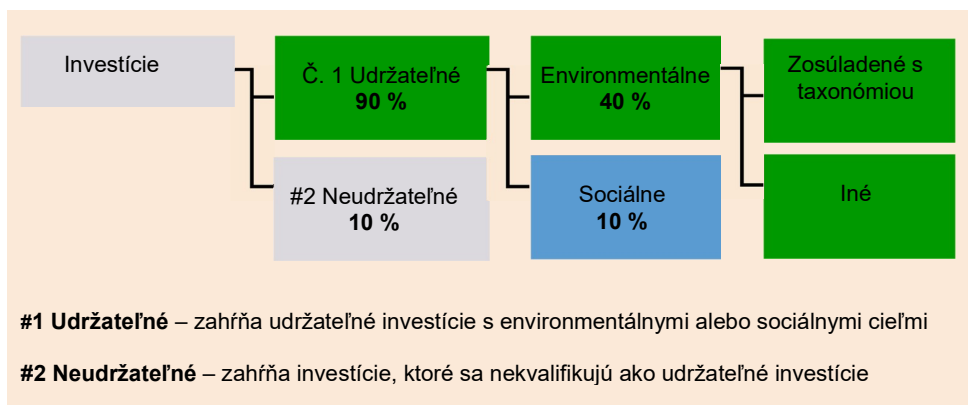 Investície
Č. 1 Udržateľné
90 %
Environmentálne
40 %
Zosúladené s
taxonómiou
#2 Neudržateľné
10 %
Sociálne
10 %
Iné
#1 Udržateľné – zahŕňa udržateľné investície s environmentálnymi alebo sociálnymi cieľmi
#2 Neudržateľné – zahŕňa investície, ktoré sa nekvalifikujú ako udržateľné investície